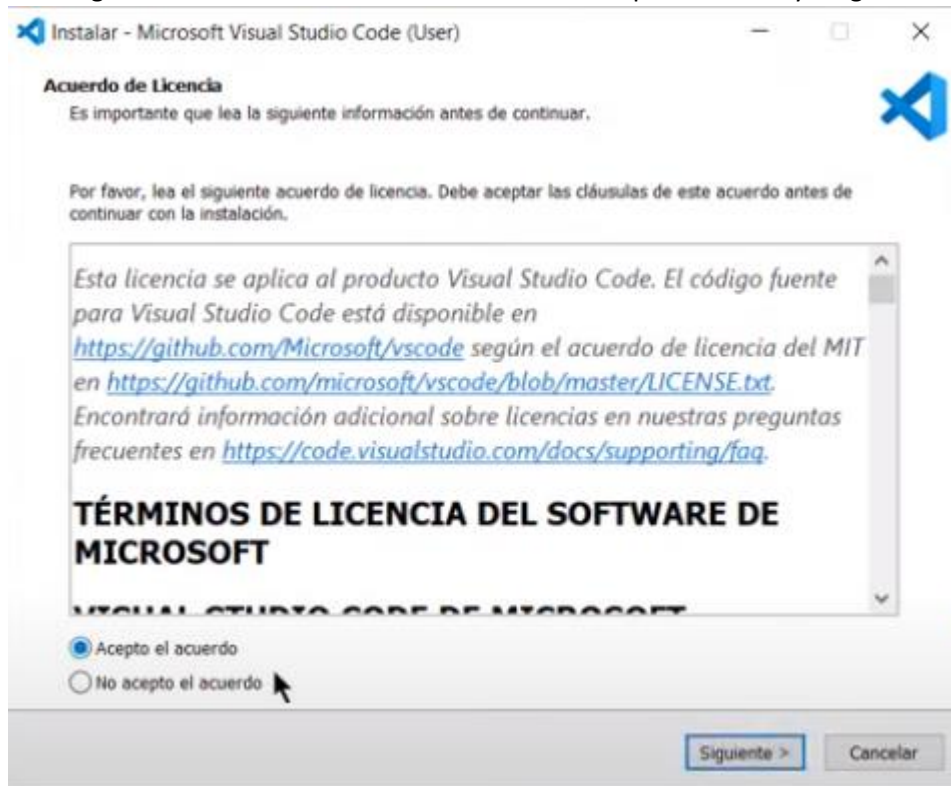 Instalar - Microsoft Visual Studio Code (User)
Acuerdo de Licencia
Es importante que lea la siguiente información antes de continuar.
Por favor, lea el siguiente acuerdo de licencia. Debe aceptar las cláusulas de este acuerdo antes de
continuar con la instalación.
Esta licencia se aplica al producto Visual Studio Code. El código fuente
para Visual Studio Code está disponible en
https://github.com/Microsoft/vscode según el acuerdo de licencia del MIT
en https://github.com/microsoft/vscode/blob/master/LICENSE.txt.
Encontrará información adicional sobre licencias en nuestras preguntas
frecuentes en https://code.visualstudio.com/docs/supporting/faq.
TÉRMINOS DE LICENCIA DEL SOFTWARE DE
MICROSOFT
VISUAL STUDIO CODE DE MICROSOFT
Acepto el acuerdo
No acepto el acuerdo
Siguiente >
Cancelar